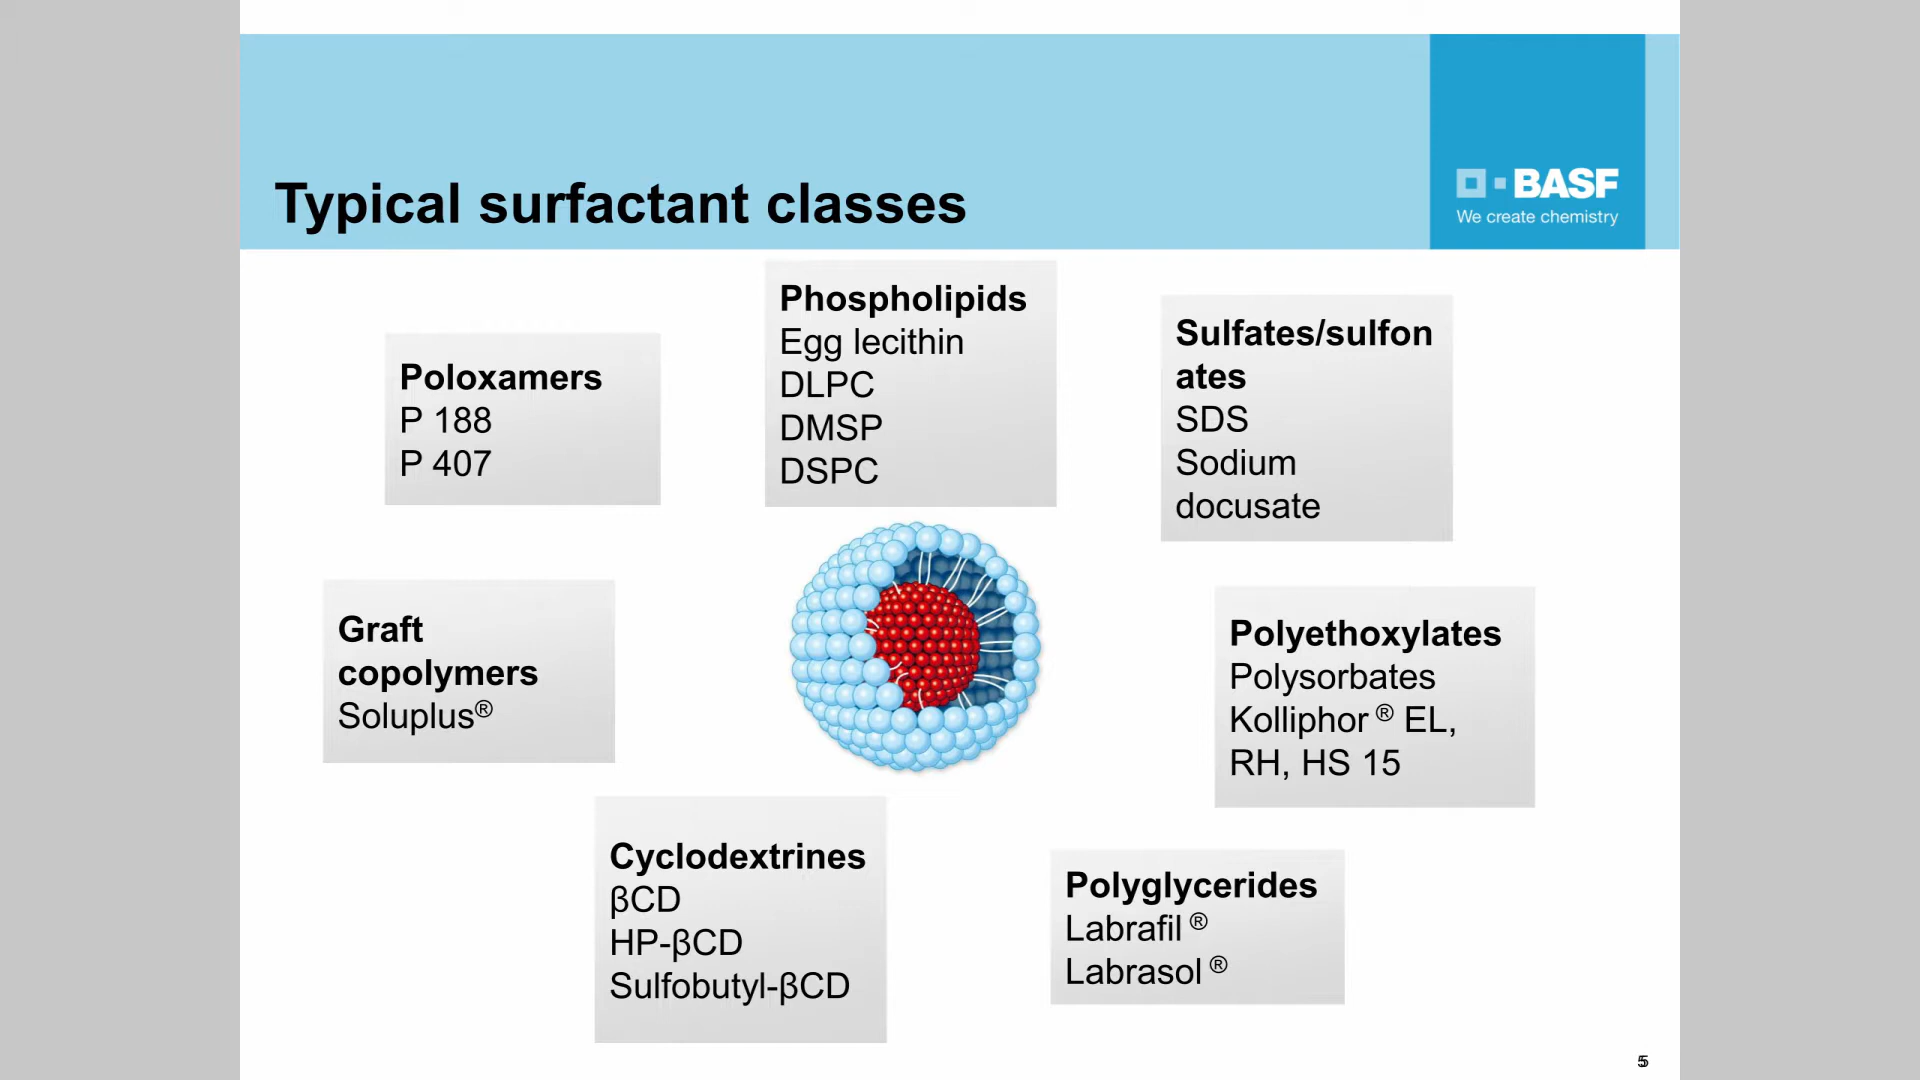 BASF
We create chemistry
Typical surfactant classes
Phospholipids
Egg lecithin
DLPC
DMSP
DSPC
Sulfates/sulfon
ates
SDS
Sodium
docusate
Poloxamers
P 188
P 407
Graft
copolymers
Soluplus®
Polyethoxylates
Polysorbates
Kolliphor ® EL,
RH, HS 15
Cyclodextrines
βCD
HP-βCD
Sulfobutyl-βCD
Polyglycerides
Labrafil ®
Labrasol ®
5